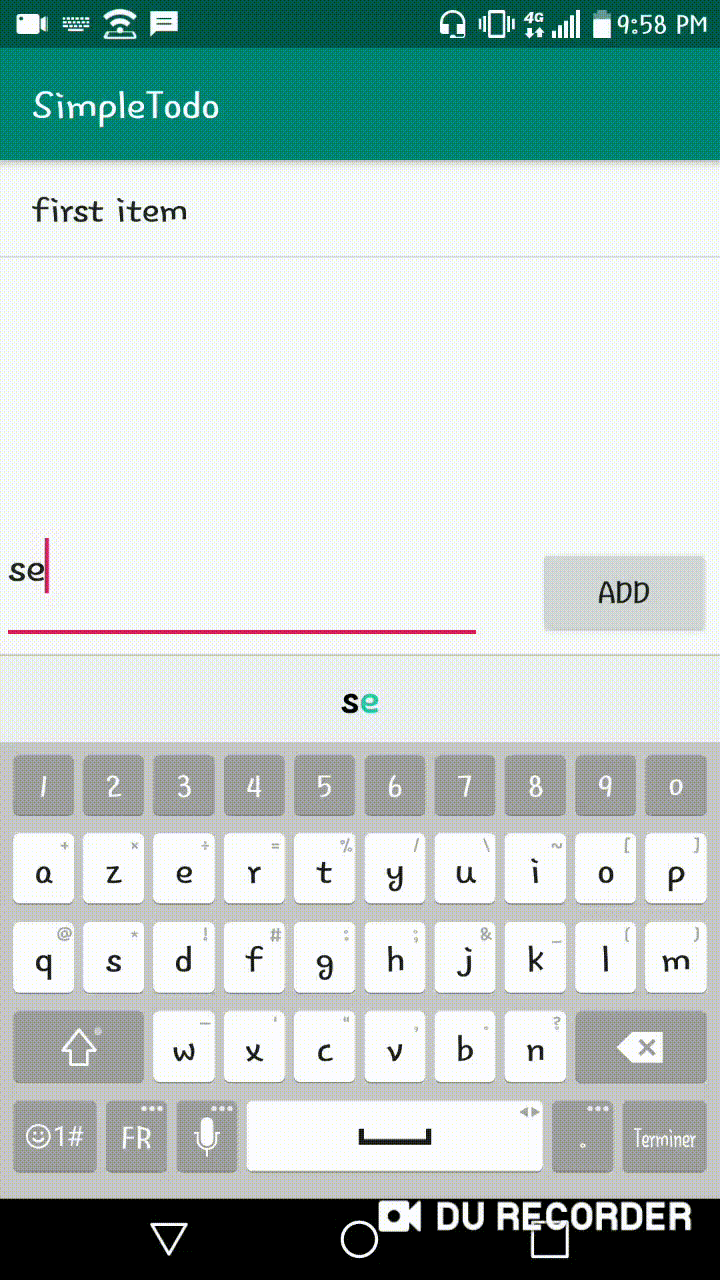 4G 9:58 PM
SimpleTodo
first item
se
ADD
se
1 2 3 4 5 6 7 8 9 0
+ × ÷ = % / \ ~ [ ]
a z e r t y u i o p
@ * ! # : ; & _ ( )
q s d f g h j k l m
- ' " , . ?
w x c v b n
1# FR . Terminer
DU RECORDER